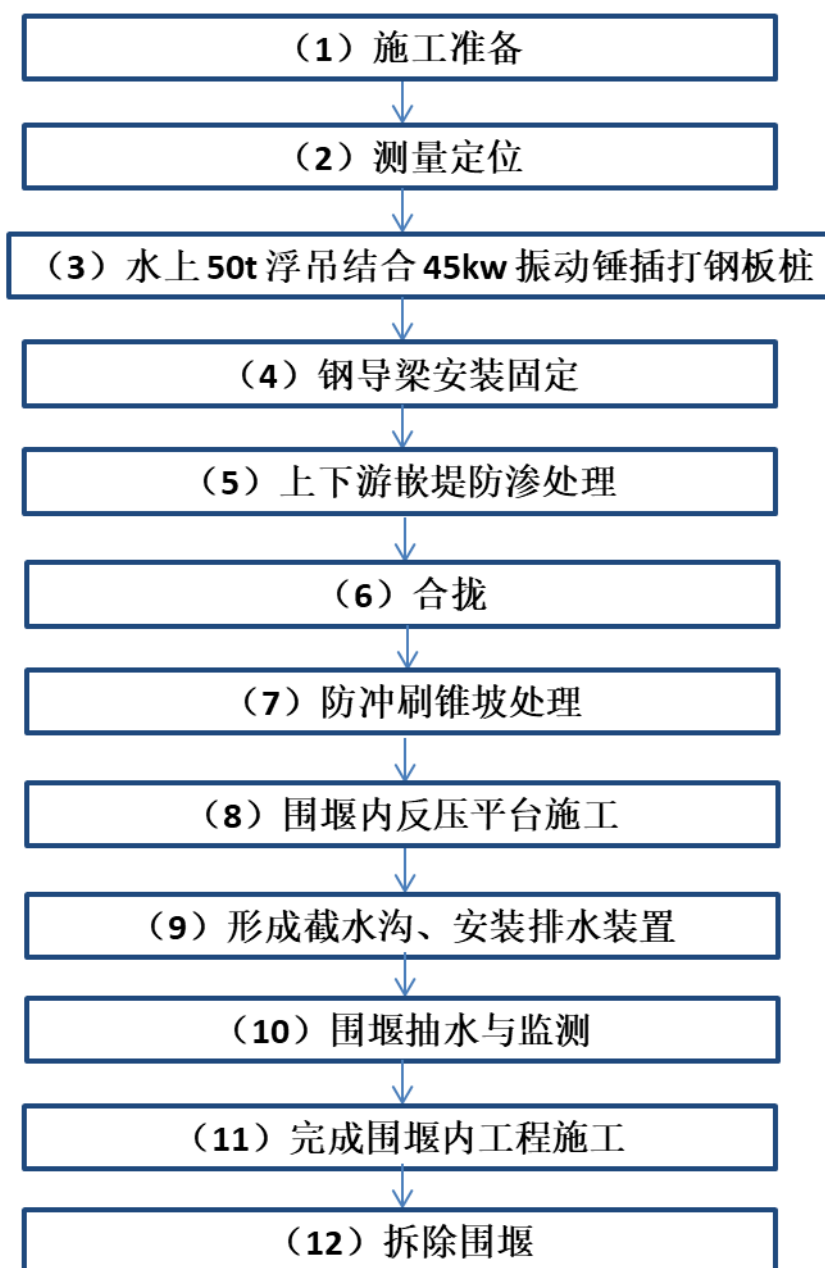 （1）施工准备
（2）测量定位
（3）水上50t浮吊结合45kw振动锤插打钢板桩
（4）钢导梁安装固定
（5）上下游嵌堤防渗处理
（6）合拢
（7）防冲刷锥坡处理
（8）围堰内反压平台施工
（9）形成截水沟、安装排水装置
（10）围堰抽水与监测
（11）完成围堰内工程施工
（12）拆除围堰